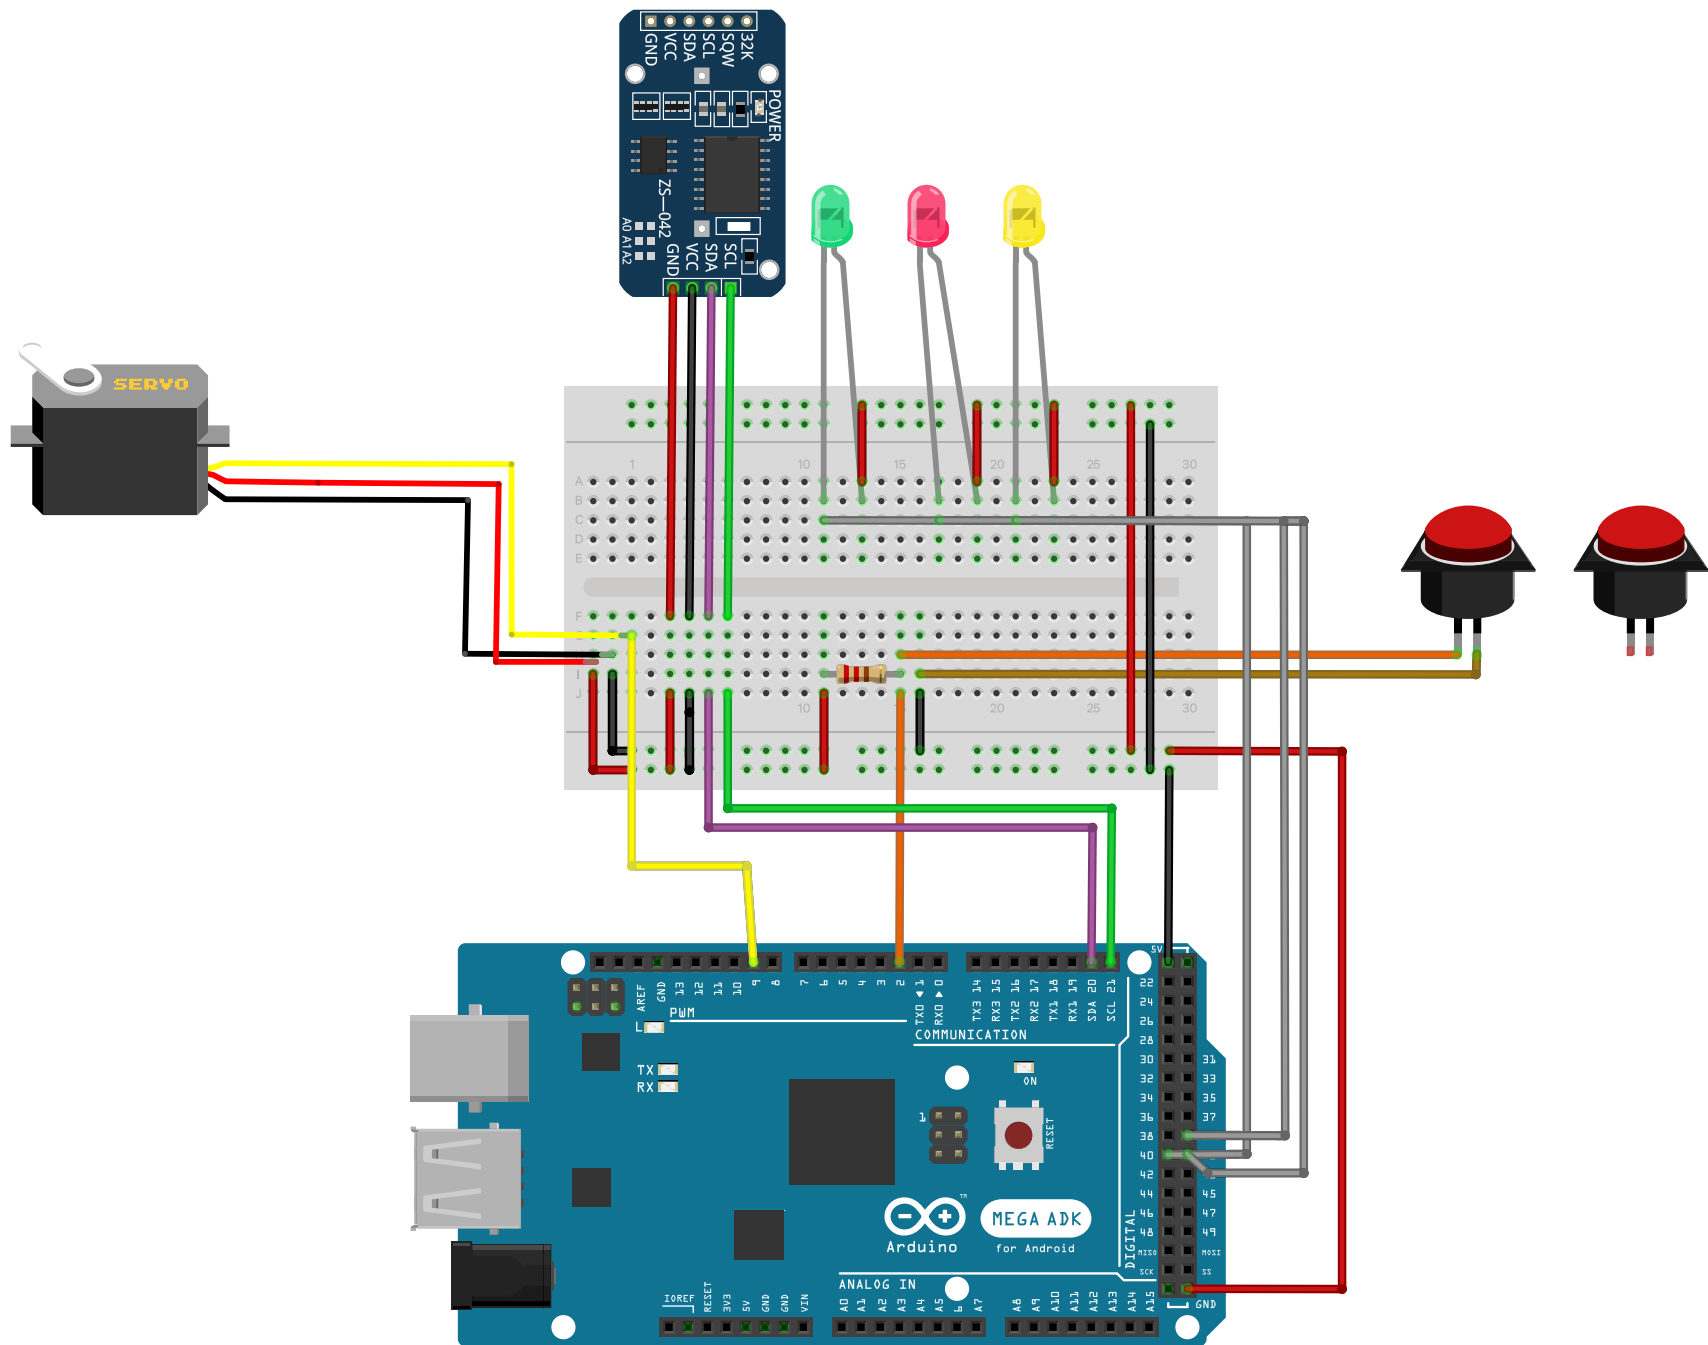 GND VCC SDA SCL SQW 32K
POWER
ZS-042
A0 A1 A2
GND VCC SDA SCL
SERVO
1 10 15 20 25 30
A
B
C
D
E
F
I
J
10 20 25 30
AREF GND 13 12 11 10 9 8
7 6 5 4 3 2 TX0 ◄ 1 RX0 ► 0
TX3 14 RX3 15 TX2 16 RX2 17 TX1 18 RX1 19 SDA 20 SCL 21
5V
PWM
L
COMMUNICATION
TX
RX
ON
RESET
1
22
24
26
28
30 31
32 33
34 35
36 37
38
40
42
44 45
46 47
48 49
MISO MOSI
SCK SS
GND
DIGITAL
™
Arduino
MEGA ADK
for Android
ANALOG IN
IOREF RESET 3V3 5V GND GND VIN
A0 A1 A2 A3 A4 A5 6 A7
A8 A9 A10 A11 A12 A13 A14 A15